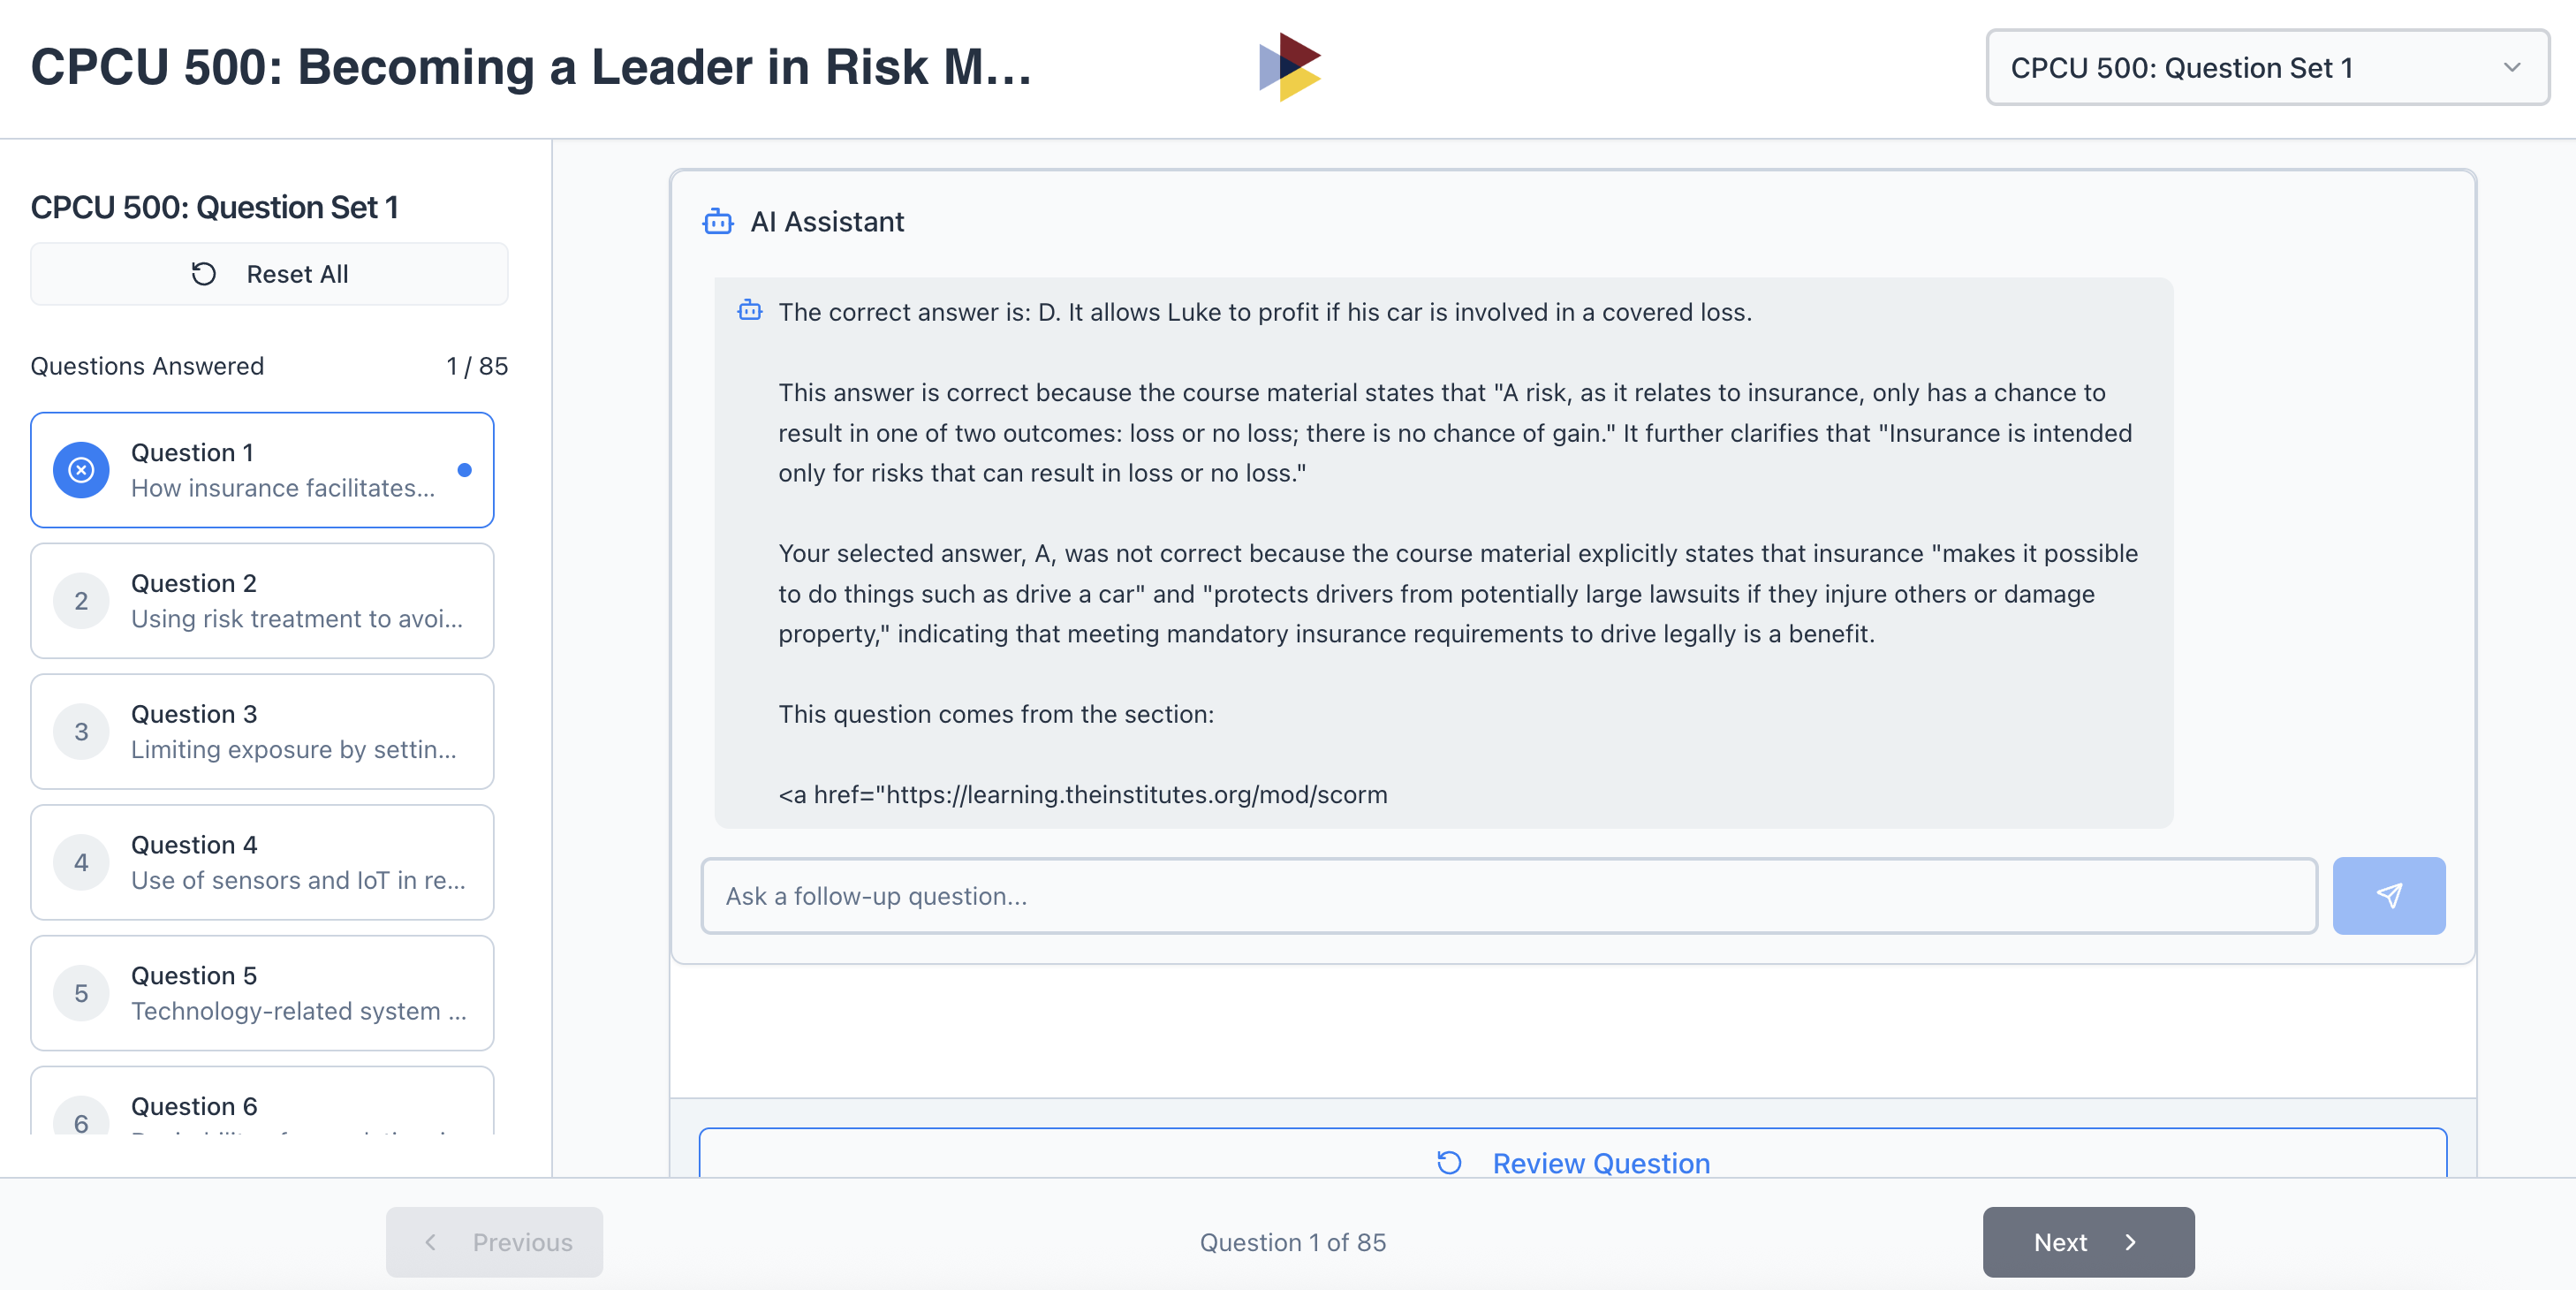 CPCU 500: Becoming a Leader in Risk M...
CPCU 500: Question Set 1
CPCU 500: Question Set 1
Reset All
Questions Answered 1 / 85
Question 1
How insurance facilitates...
2
Question 2
Using risk treatment to avoi...
3
Question 3
Limiting exposure by settin...
4
Question 4
Use of sensors and IoT in re...
5
Question 5
Technology-related system ...
6
Question 6
AI Assistant
The correct answer is: D. It allows Luke to profit if his car is involved in a covered loss.
This answer is correct because the course material states that "A risk, as it relates to insurance, only has a chance to
result in one of two outcomes: loss or no loss; there is no chance of gain." It further clarifies that "Insurance is intended
only for risks that can result in loss or no loss."
Your selected answer, A, was not correct because the course material explicitly states that insurance "makes it possible
to do things such as drive a car" and "protects drivers from potentially large lawsuits if they injure others or damage
property," indicating that meeting mandatory insurance requirements to drive legally is a benefit.
This question comes from the section:
<a href="https://learning.theinstitutes.org/mod/scorm
Ask a follow-up question...
Review Question
Previous
Question 1 of 85
Next